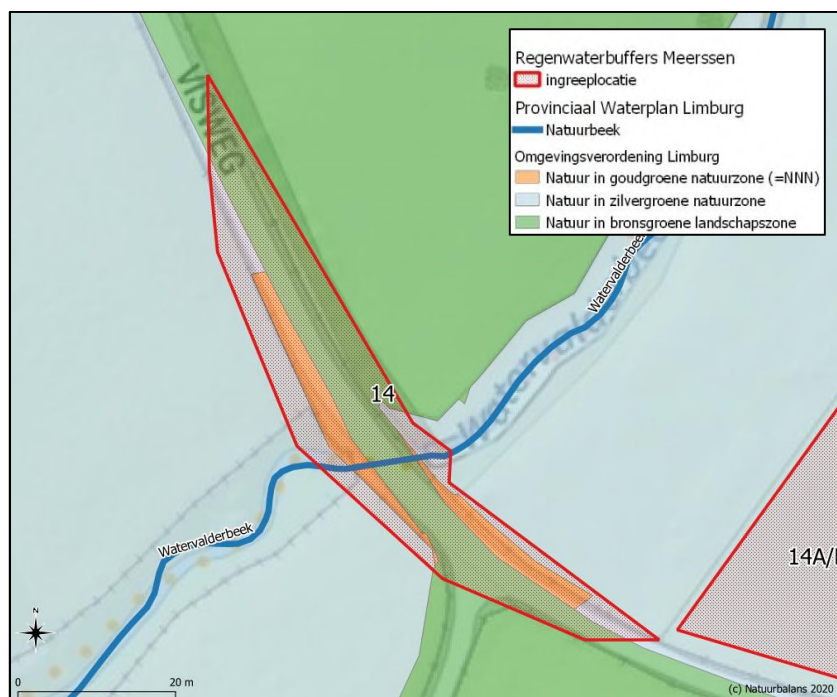 Regenwaterbuffers Meerssen
ingreeplocatie
Provinciaal Waterplan Limburg
Natuurbeek
Omgevingsverordening Limburg
Natuur in goudgroene natuurzone (=NNN)
Natuur in zilvergroene natuurzone
Natuur in bronsgroene landschapszone
VISWEG
Watervalderbeek
14
Watervalderbeek
14A/
N
0 20 m
(c) Natuurbalans 2020